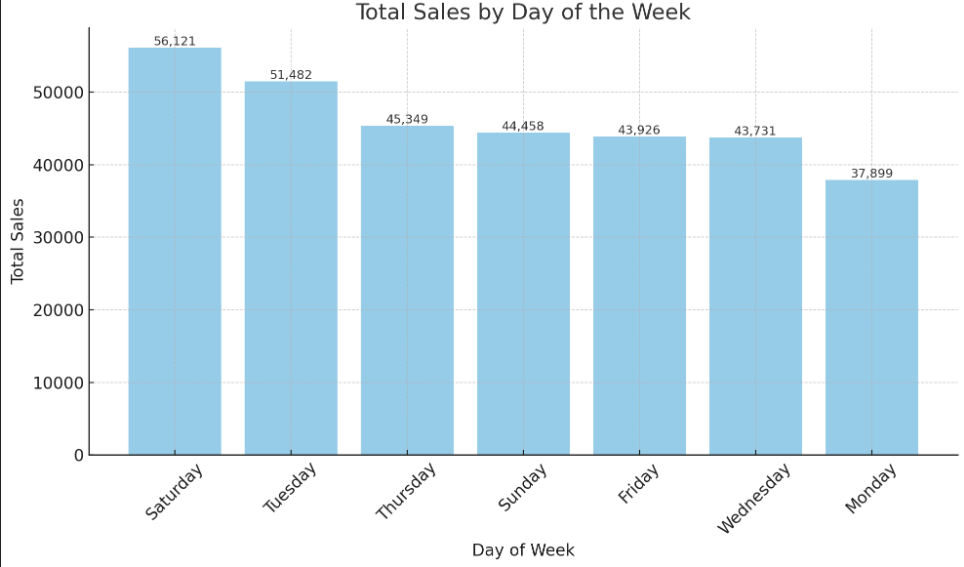 Total Sales by Day of the Week
56,121
51,482
45,349
44,458
43,926
43,731
37,899
50000
40000
30000
20000
10000
0
Total Sales
Saturday
Tuesday
Thursday
Sunday
Friday
Wednesday
Monday
Day of Week